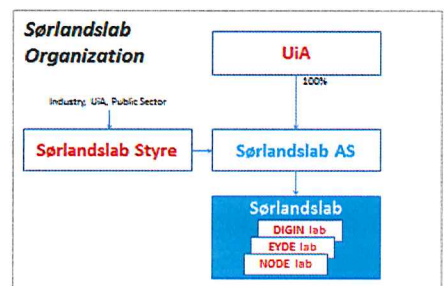 Sørlandslab
Organization
UiA
100%
Industry, UiA, Public Sector
Sørlandslab Styre
Sørlandslab AS
Sørlandslab
DIGIN lab
EYDE lab
NODE lab